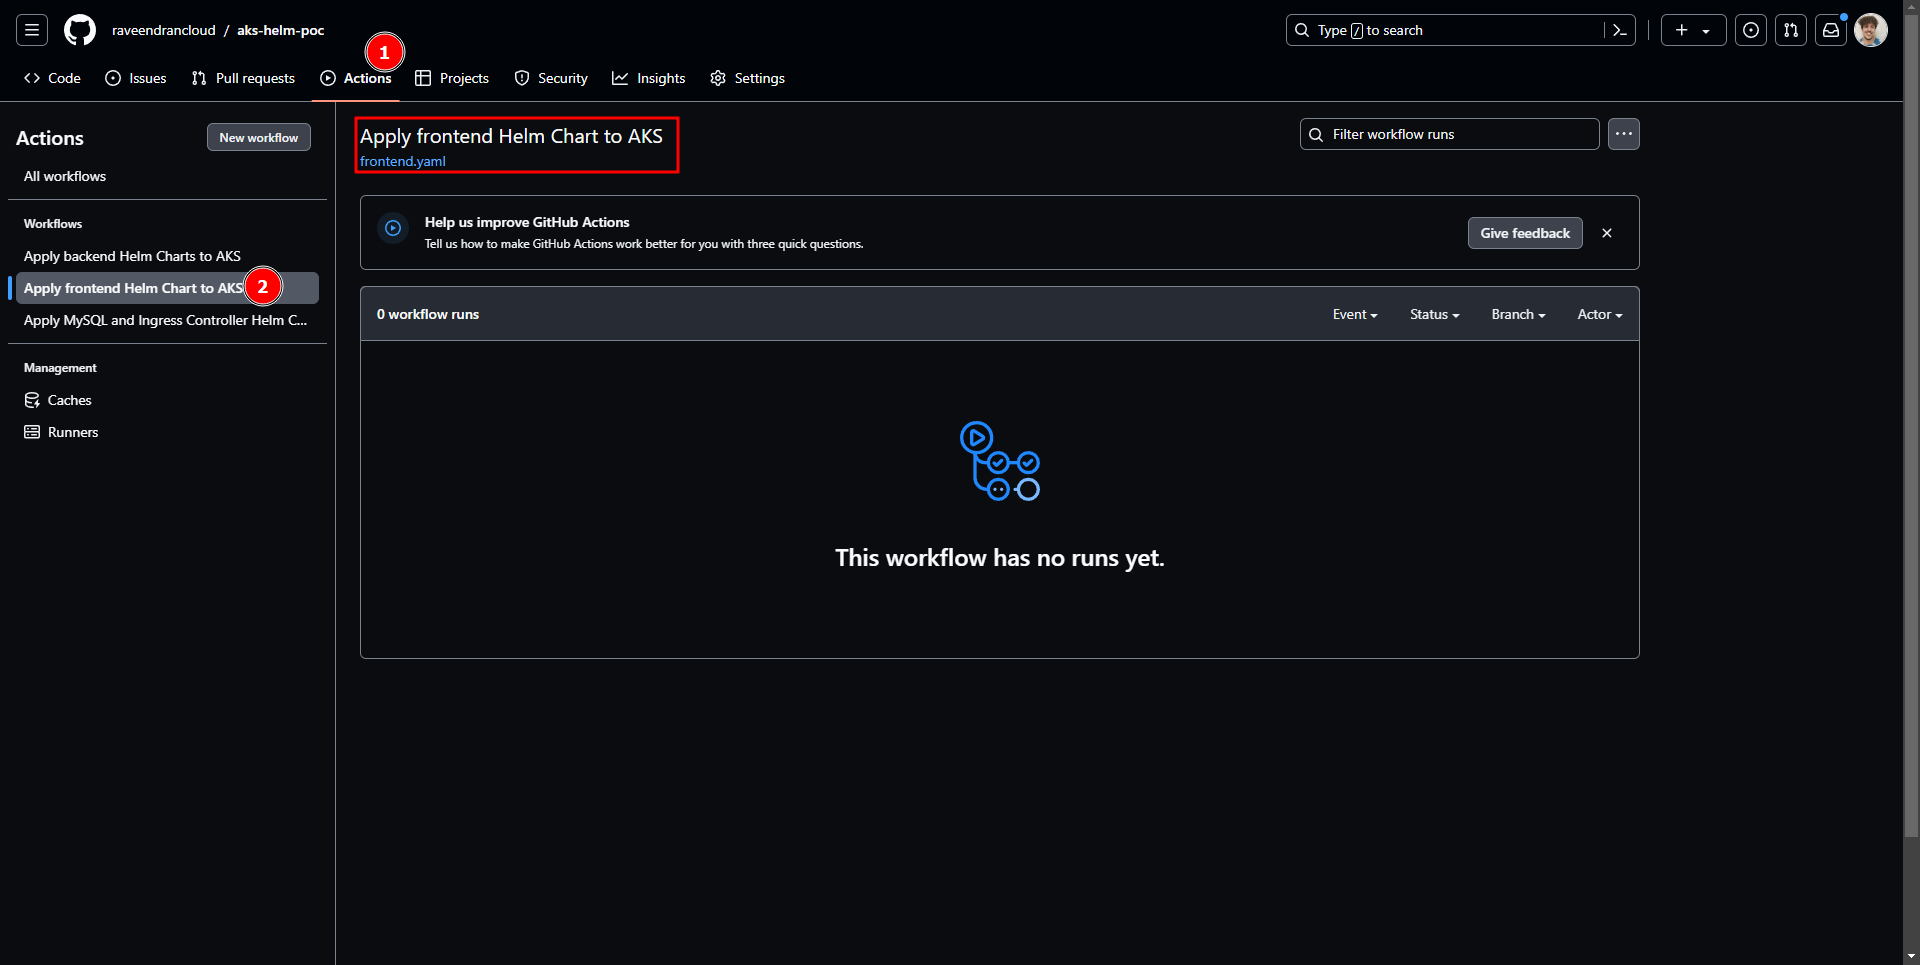 raveendrancloud / aks-helm-poc
Type / to search
1
Code
Issues
Pull requests
Actions
Projects
Security
Insights
Settings
Actions
New workflow
All workflows
Workflows
Apply backend Helm Charts to AKS
Apply frontend Helm Chart to AKS
2
Apply MySQL and Ingress Controller Helm C...
Management
Caches
Runners
Apply frontend Helm Chart to AKS
frontend.yaml
Filter workflow runs
Help us improve GitHub Actions
Tell us how to make GitHub Actions work better for you with three quick questions.
Give feedback
0 workflow runs
Event
Status
Branch
Actor
This workflow has no runs yet.